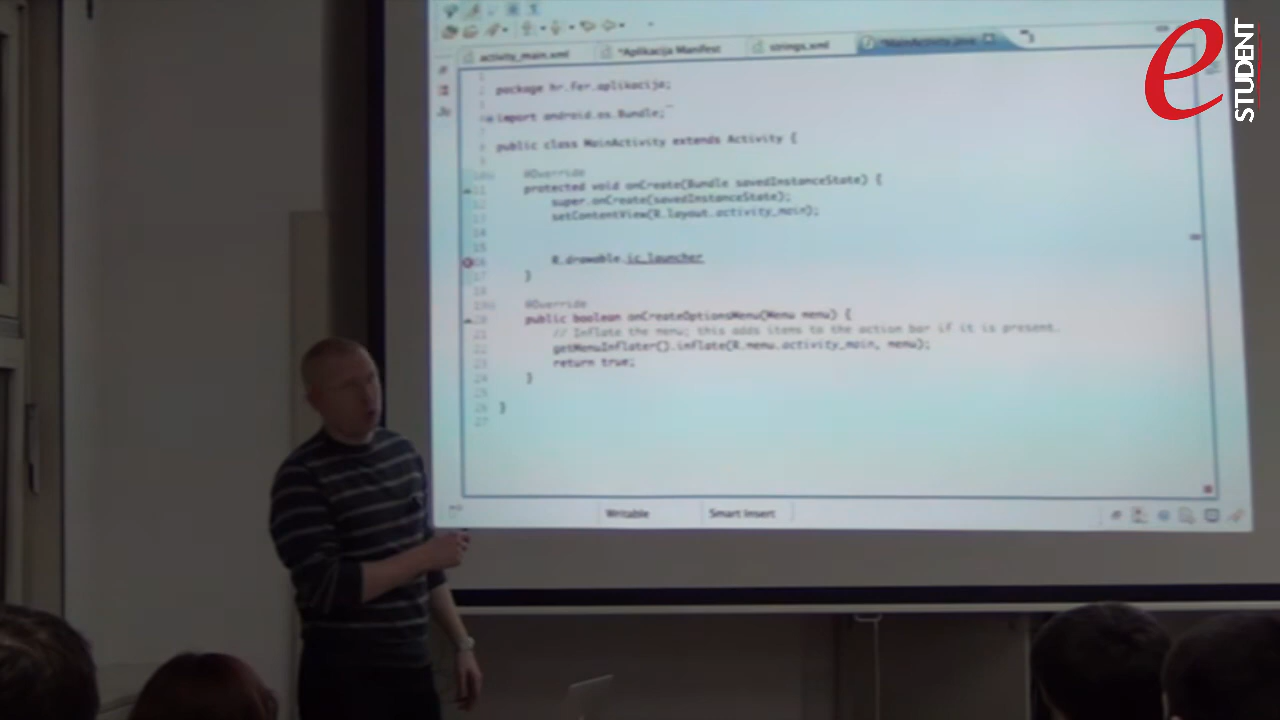 activity_main.xml *Aplikacija Manifest strings.xml *MainActivity.java
package hr.fer.aplikacija;
import android.os.Bundle;
public class MainActivity extends Activity {
@Override
protected void onCreate(Bundle savedInstanceState) {
super.onCreate(savedInstanceState);
setContentView(R.layout.activity_main);
R.drawable.ic_launcher
}
@Override
public boolean onCreateOptionsMenu(Menu menu) {
// Inflate the menu; this adds items to the action bar if it is present.
getMenuInflater().inflate(R.menu.activity_main, menu);
return true;
}
}
Writable Smart Insert
e STUDENT